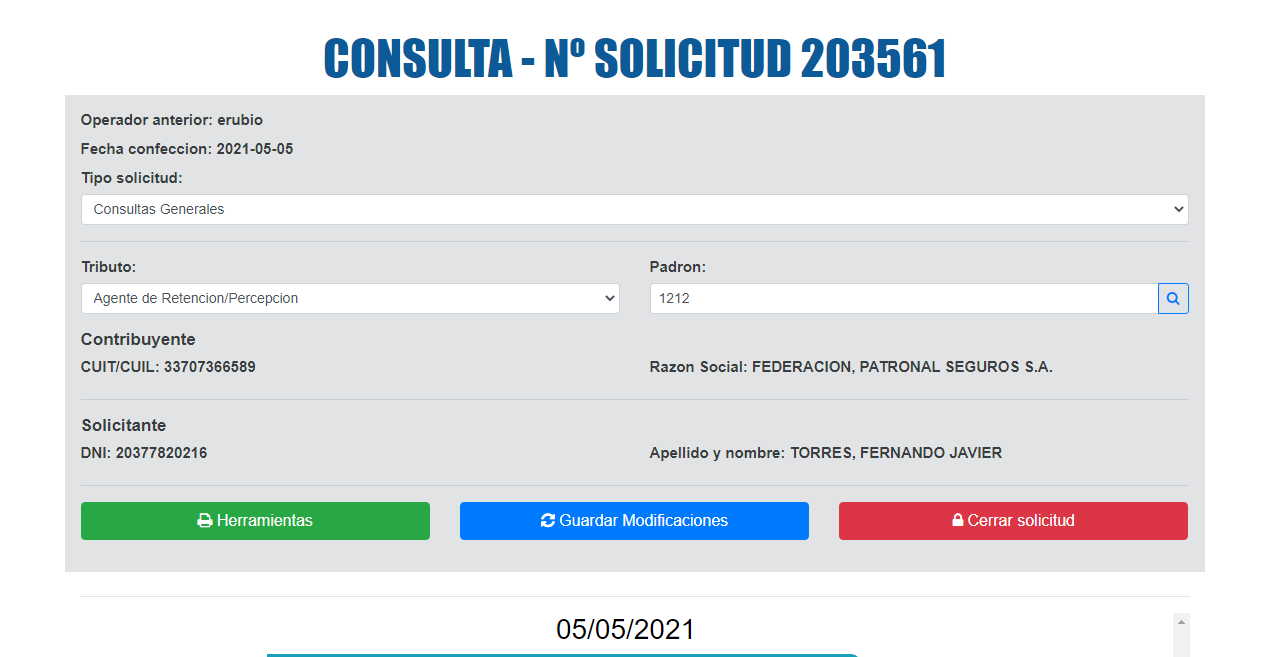 CONSULTA - Nº SOLICITUD 203561
Operador anterior: erubio
Fecha confeccion: 2021-05-05
Tipo solicitud:
Consultas Generales
Tributo:
Padron:
Agente de Retencion/Percepcion
1212
Contribuyente
CUIT/CUIL: 33707366589
Razon Social: FEDERACION, PATRONAL SEGUROS S.A.
Solicitante
DNI: 20377820216
Apellido y nombre: TORRES, FERNANDO JAVIER
Herramientas
Guardar Modificaciones
Cerrar solicitud
05/05/2021